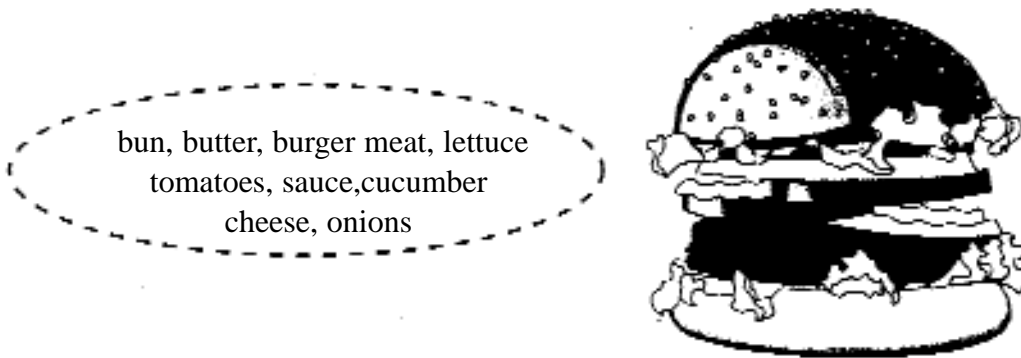 bun, butter, burger meat, lettuce
tomatoes, sauce,cucumber
cheese, onions